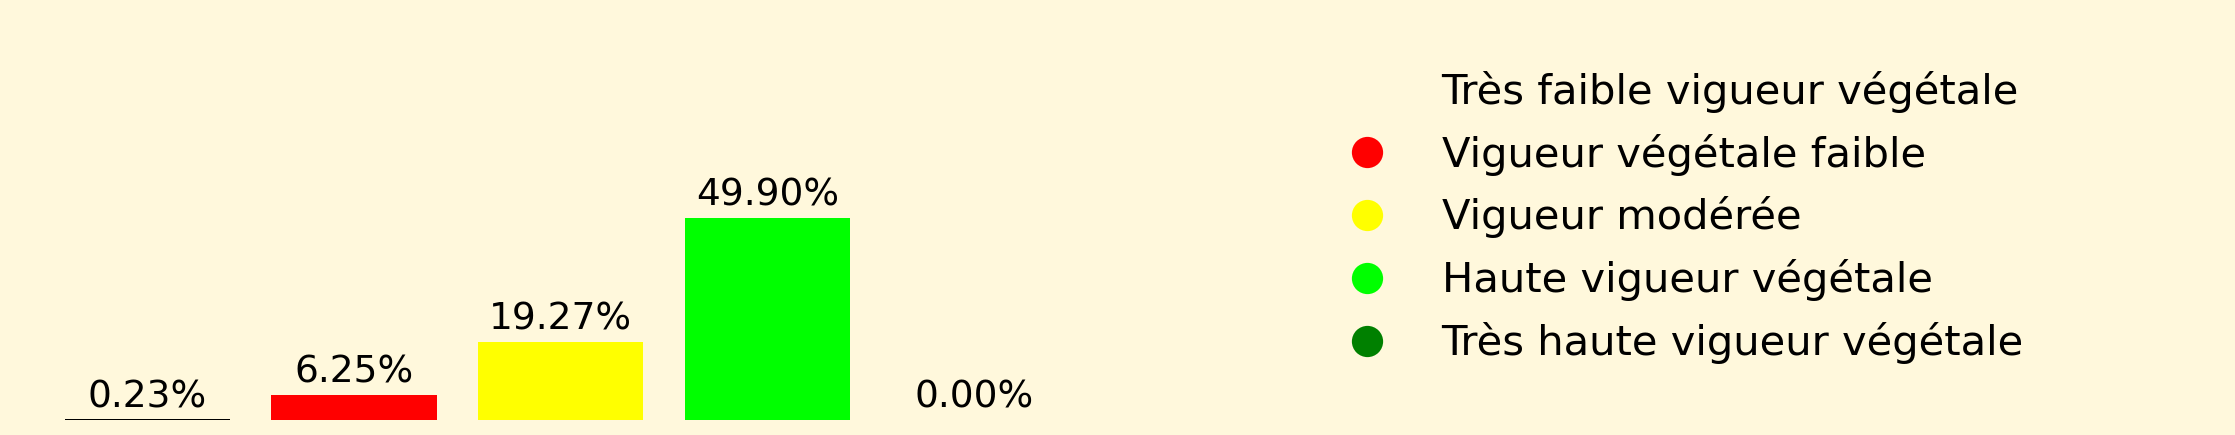 0.23%
6.25%
19.27%
49.90%
0.00%
Très faible vigueur végétale
Vigueur végétale faible
Vigueur modérée
Haute vigueur végétale
Très haute vigueur végétale